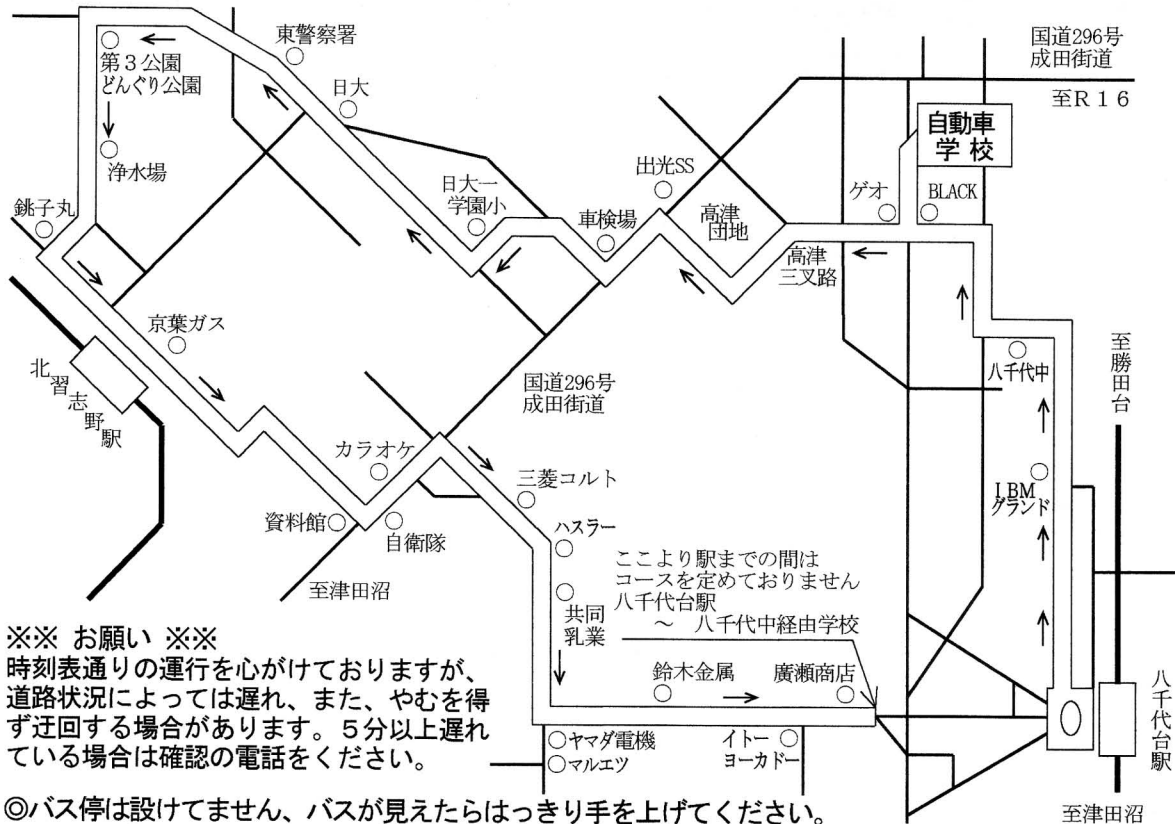 国道296号
成田街道
至R16
東警察署
第3公園
どんぐり公園
日大
自動車
学校
浄水場
出光SS
日大一
学園小
車検場
高津
団地
ゲオ
BLACK
銚子丸
高津
三叉路
京葉ガス
北習志野駅
国道296号
成田街道
八千代中
至勝田台
カラオケ
三菱コルト
IBM
グランド
資料館
自衛隊
ハスラー
至津田沼
共同
乳業
ここより駅までの間は
コースを定めておりません
八千代台駅
～ 八千代中経由学校
鈴木金属
廣瀬商店
八千代台駅
ヤマダ電機
マルエツ
イトー
ヨーカドー
至津田沼
※※ お願い ※※
時刻表通りの運行を心がけておりますが、
道路状況によっては遅れ、また、やむを得
ず迂回する場合があります。５分以上遅れ
ている場合は確認の電話をください。
◎バス停は設けてません、バスが見えたらはっきり手を上げてください。